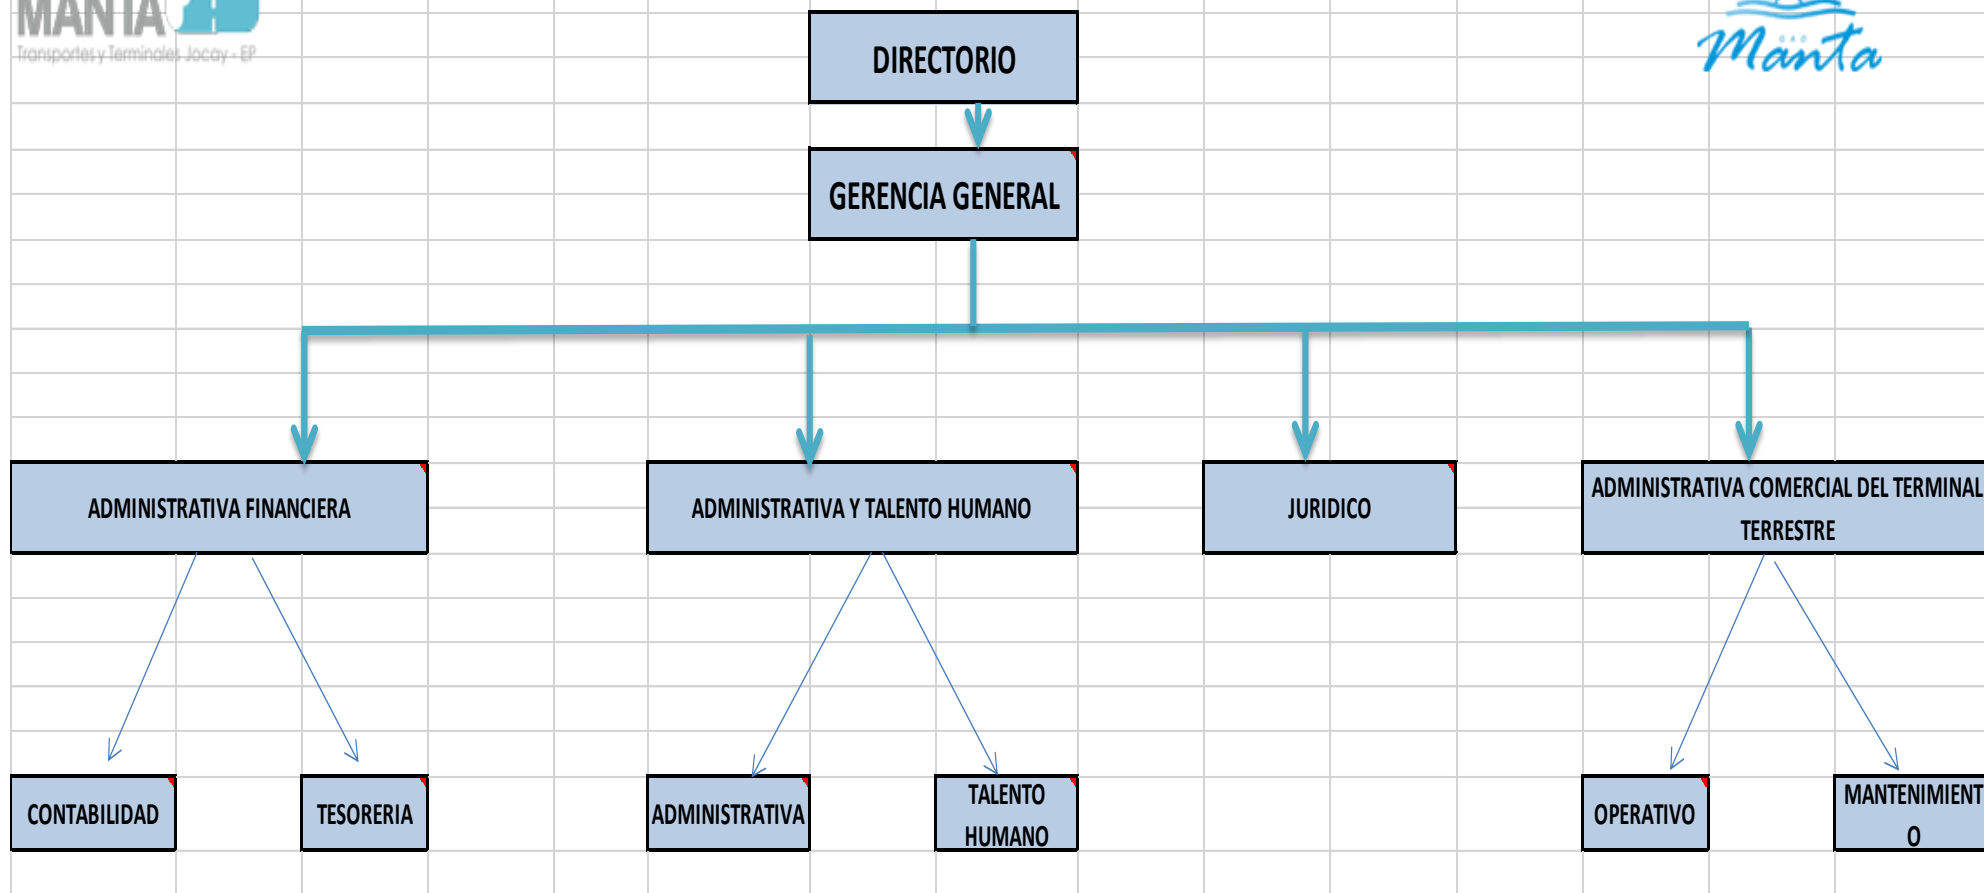 MANTA
Transportes y Terminales Jocay - EP
GAD
Manta
DIRECTORIO
GERENCIA GENERAL
ADMINISTRATIVA FINANCIERA
ADMINISTRATIVA Y TALENTO HUMANO
JURIDICO
ADMINISTRATIVA COMERCIAL DEL TERMINAL
TERRESTRE
CONTABILIDAD
TESORERIA
ADMINISTRATIVA
TALENTO
HUMANO
OPERATIVO
MANTENIMIENT
O